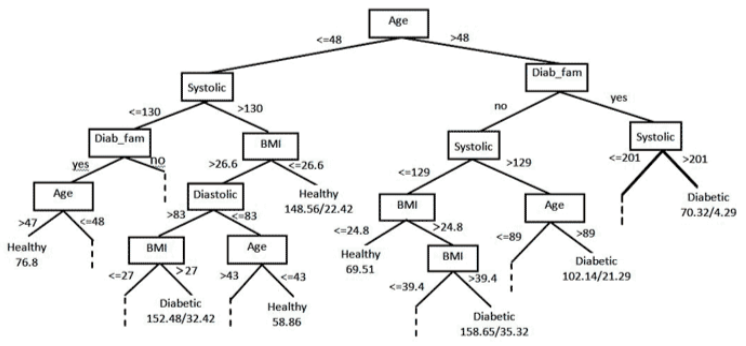 Age
<=48
>48
Systolic
Diab_fam
<=130
>130
no
yes
Diab_fam
BMI
Systolic
Systolic
yes
no
>26.6
<=26.6
<=129
>129
<=201
>201
Age
Diastolic
Healthy
148.56/22.42
BMI
Age
Diabetic
70.32/4.29
>47
<=48
>83
<=83
<=24.8
>24.8
<=89
>89
Healthy
76.8
BMI
Age
Healthy
69.51
BMI
Diabetic
102.14/21.29
<=27
>27
>43
<=43
<=39.4
>39.4
Diabetic
152.48/32.42
Healthy
58.86
Diabetic
158.65/35.32